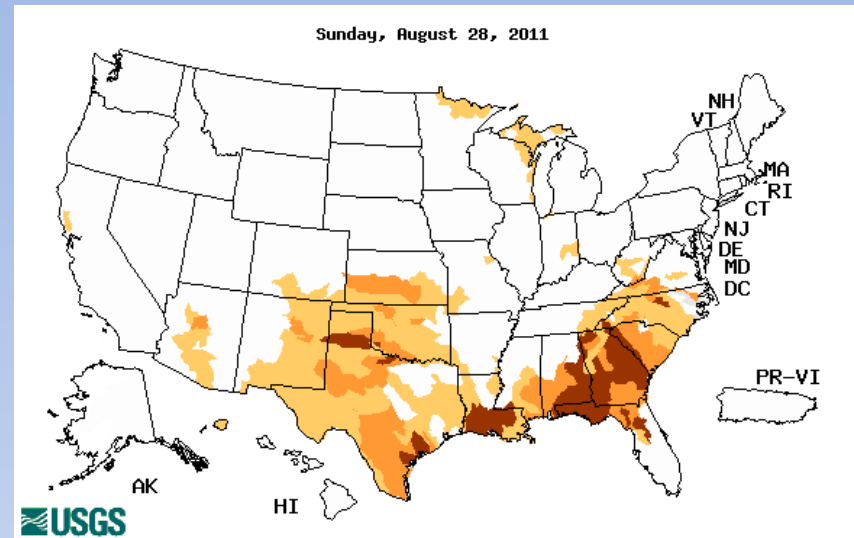 Sunday, August 28, 2011
NH
VT
MA
RI
CT
NJ
DE
MD
DC
PR-VI
AK
HI
USGS